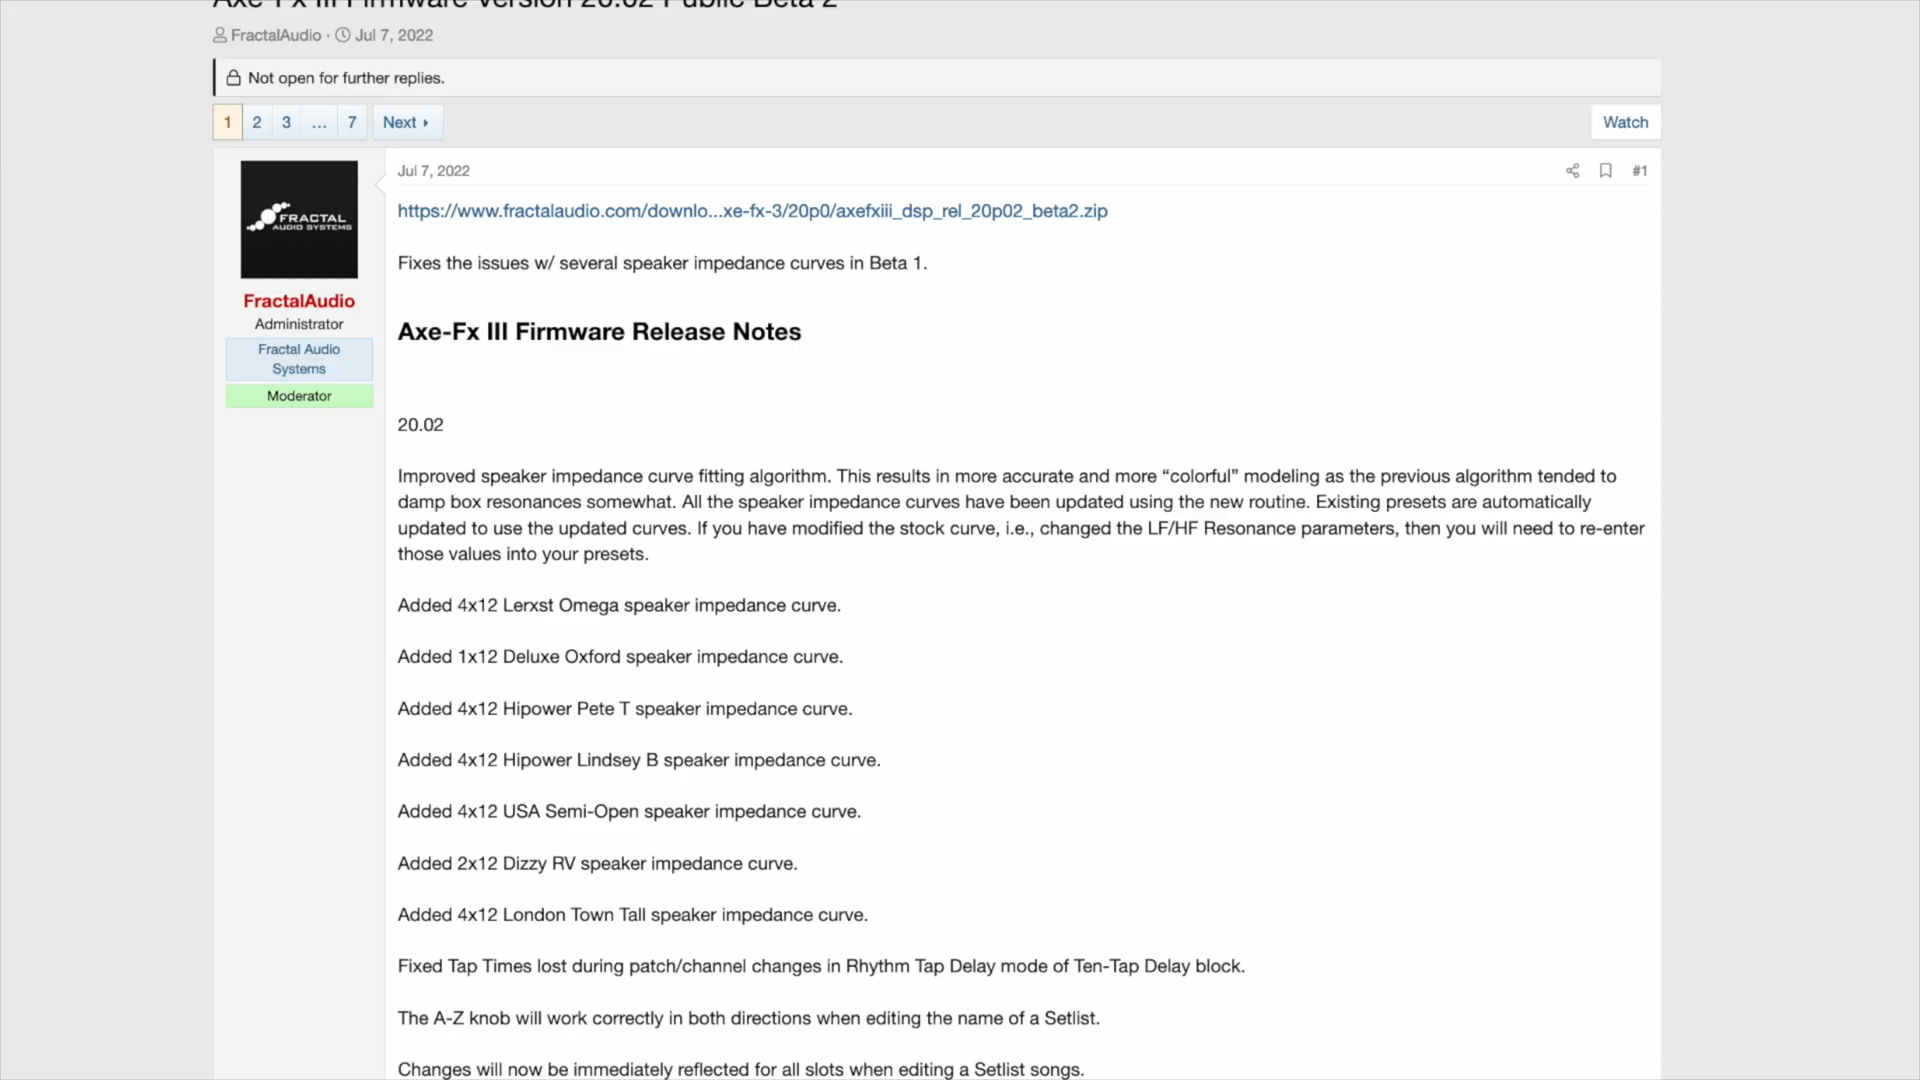 Axe-Fx III Firmware Version 20.02 Public Beta 2
FractalAudio · Jul 7, 2022
Not open for further replies.
1 2 3 ... 7 Next
Watch
Jul 7, 2022
#1
FRACTAL
AUDIO SYSTEMS
FractalAudio
Administrator
Fractal Audio
Systems
Moderator
https://www.fractalaudio.com/downlo...xe-fx-3/20p0/axefxiii_dsp_rel_20p02_beta2.zip
Fixes the issues w/ several speaker impedance curves in Beta 1.
Axe-Fx III Firmware Release Notes
20.02
Improved speaker impedance curve fitting algorithm. This results in more accurate and more “colorful” modeling as the previous algorithm tended to
damp box resonances somewhat. All the speaker impedance curves have been updated using the new routine. Existing presets are automatically
updated to use the updated curves. If you have modified the stock curve, i.e., changed the LF/HF Resonance parameters, then you will need to re-enter
those values into your presets.
Added 4x12 Lerxst Omega speaker impedance curve.
Added 1x12 Deluxe Oxford speaker impedance curve.
Added 4x12 Hipower Pete T speaker impedance curve.
Added 4x12 Hipower Lindsey B speaker impedance curve.
Added 4x12 USA Semi-Open speaker impedance curve.
Added 2x12 Dizzy RV speaker impedance curve.
Added 4x12 London Town Tall speaker impedance curve.
Fixed Tap Times lost during patch/channel changes in Rhythm Tap Delay mode of Ten-Tap Delay block.
The A-Z knob will work correctly in both directions when editing the name of a Setlist.
Changes will now be immediately reflected for all slots when editing a Setlist songs.